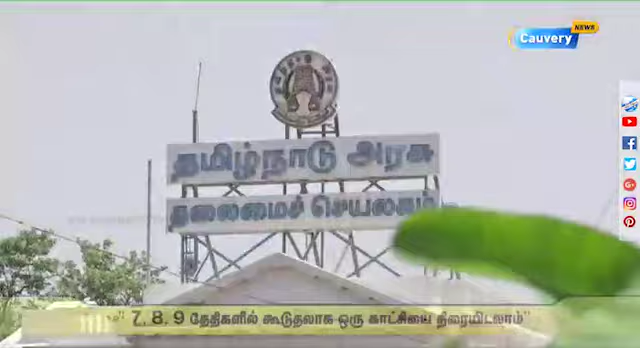 Cauvery NEWS
தமிழ்நாடு அரசு
தலைமைச் செயலகம்
"7, 8, 9 தேதிகளில் கூடுதலாக ஒரு காட்சியை திரையிடலாம்"